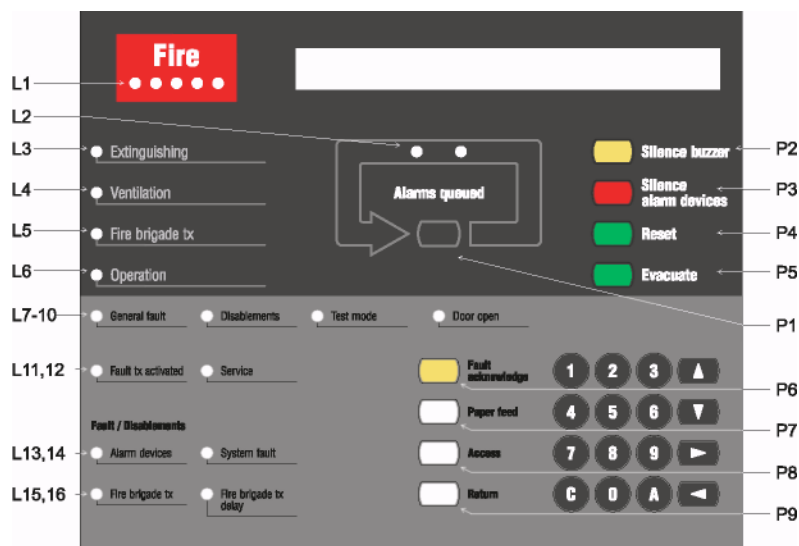 Fire
L1
L2
L3
Extinguishing
Silence buzzer
P2
L4
Ventilation
Alarms queued
Silence
alarm devices
P3
L5
Fire brigade tx
Reset
P4
L6
Operation
Evacuate
P5
L7-10
General fault
Disablements
Test mode
Door open
P1
L11,12
Fault tx activated
Service
Fault
acknowledge
1 2 3
P6
Fault / Disablements
Paper feed
4 5 6
P7
L13,14
Alarm devices
System fault
Access
7 8 9
P8
L15,16
Fire brigade tx
Fire brigade tx
delay
Return
C 0 A
P9